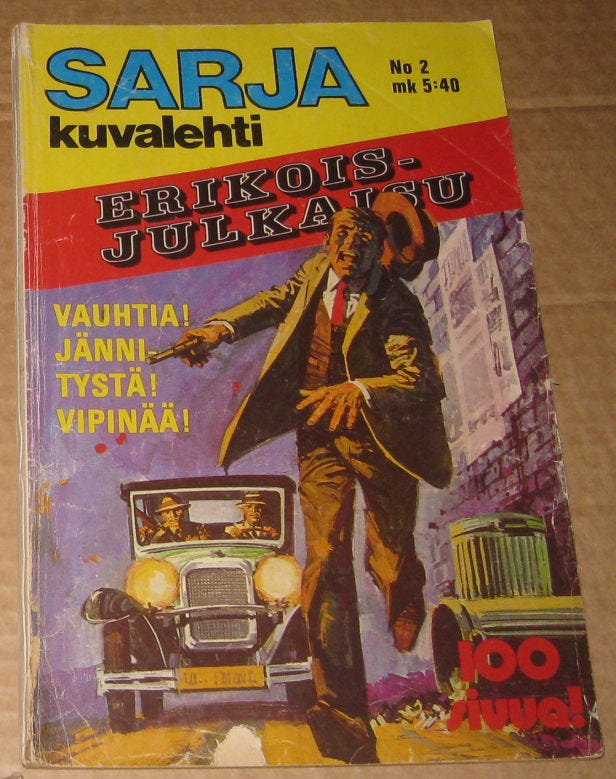 SARJA
kuvalehti
No 2
mk 5:40
ERIKOIS-
JULKAISU
VAUHTIA!
JÄNNI-
TYSTÄ!
VIPINÄÄ!
100
sivua!